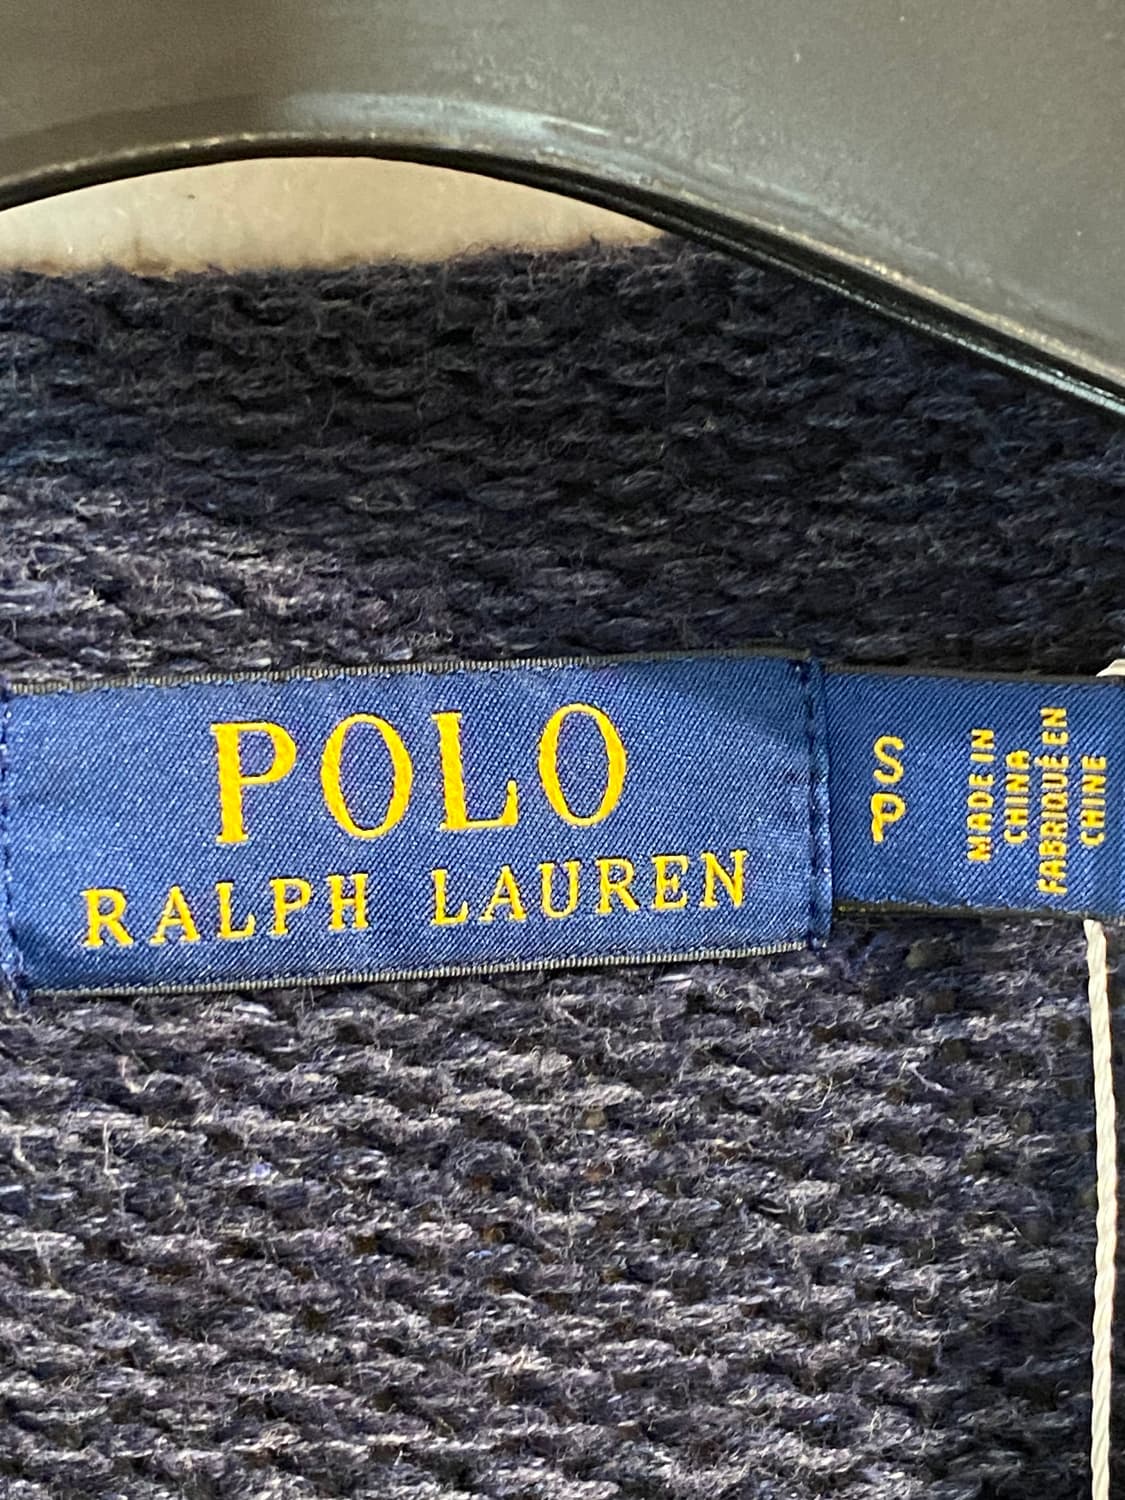 POLO
RALPH LAUREN
S
P
MADE IN
CHINA
FABRIQUÉ EN
CHINE